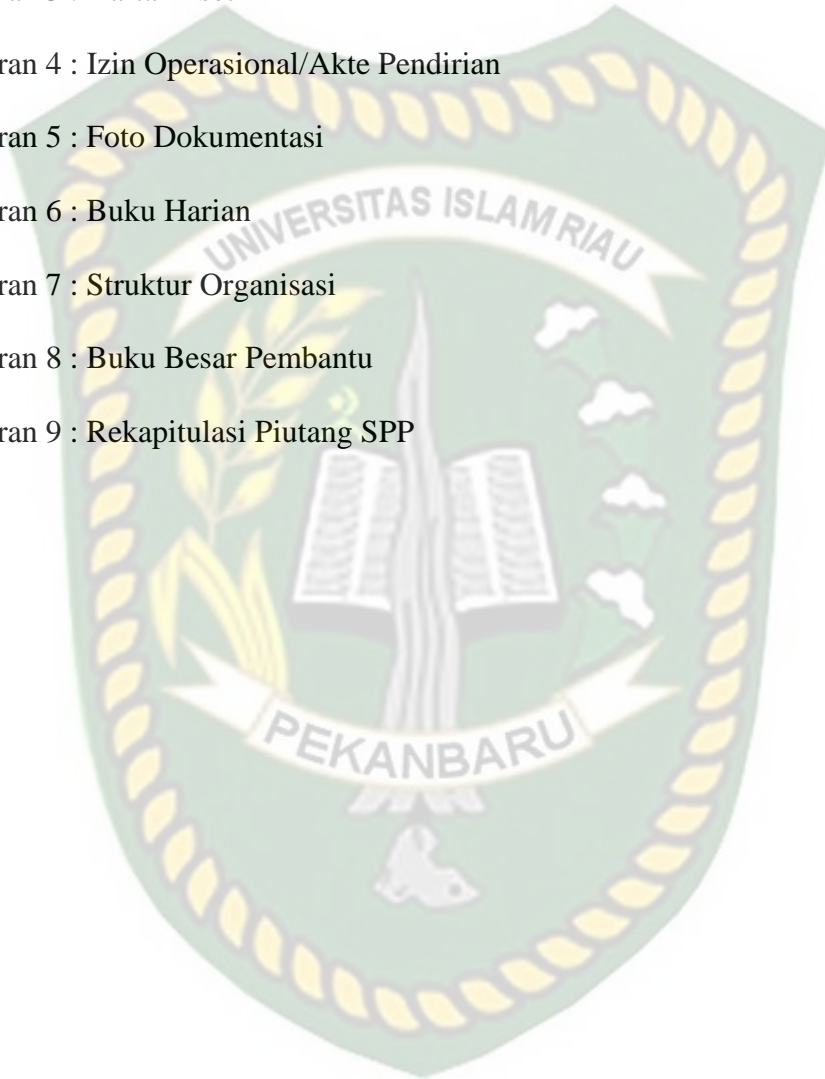 ran 4 : Izin Operasional/Akte Pendirian
ran 5 : Foto Dokumentasi
ran 6 : Buku Harian
ran 7 : Struktur Organisasi
ran 8 : Buku Besar Pembantu
ran 9 : Rekapitulasi Piutang SPP
UNIVERSITAS ISLAM RIAU
PEKANBARU